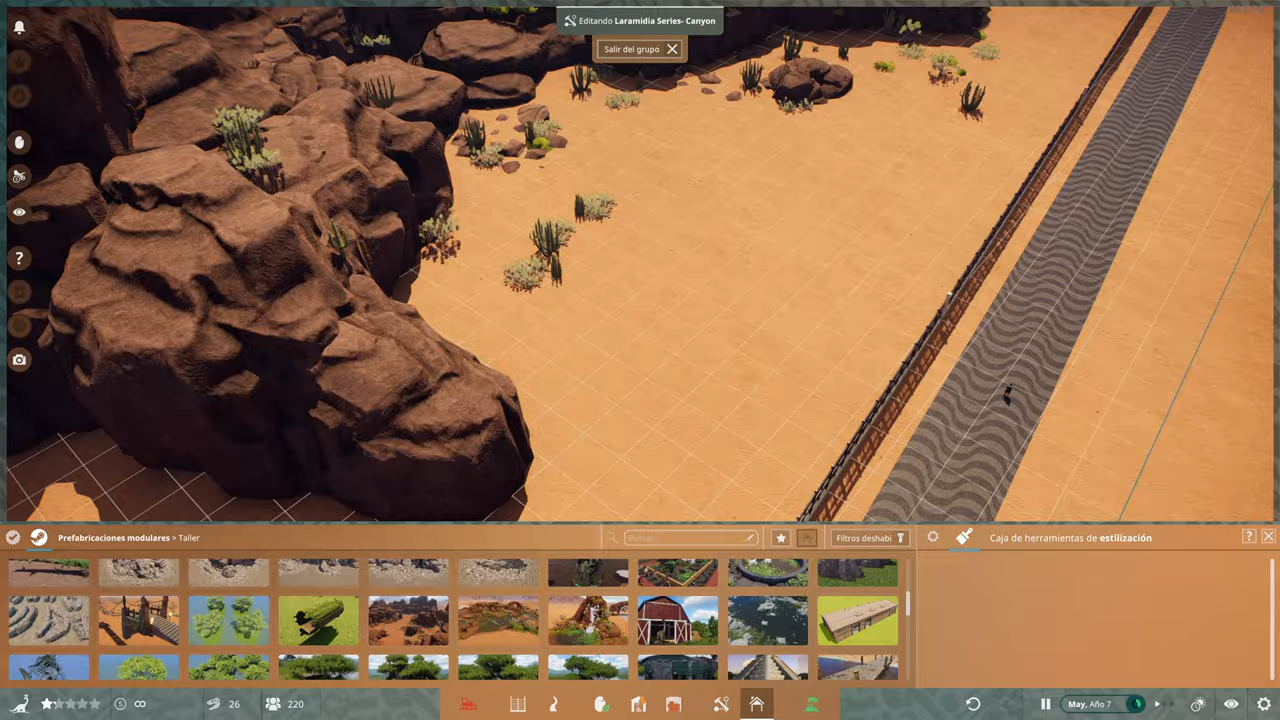 Editando Laramidia Series- Canyon
Salir del grupo
?
Prefabricaciones modulares > Taller
Buscar
Filtros deshabi
Caja de herramientas de estilización
?
∞
26
220
May, Año 7